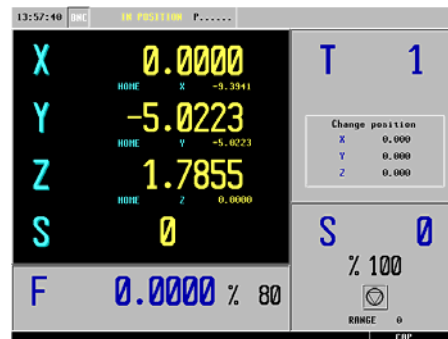 13:57:40 DNC IN POSITION P......
X 0.0000
HOME X -9.3941
Y -5.0223
HOME Y -5.0223
Z 1.7855
HOME Z 0.0000
S 0
F 0.0000 % 80
T 1
Change position
X 0.000
Y 0.000
Z 0.000
S 0
% 100
RANGE 0
CAP